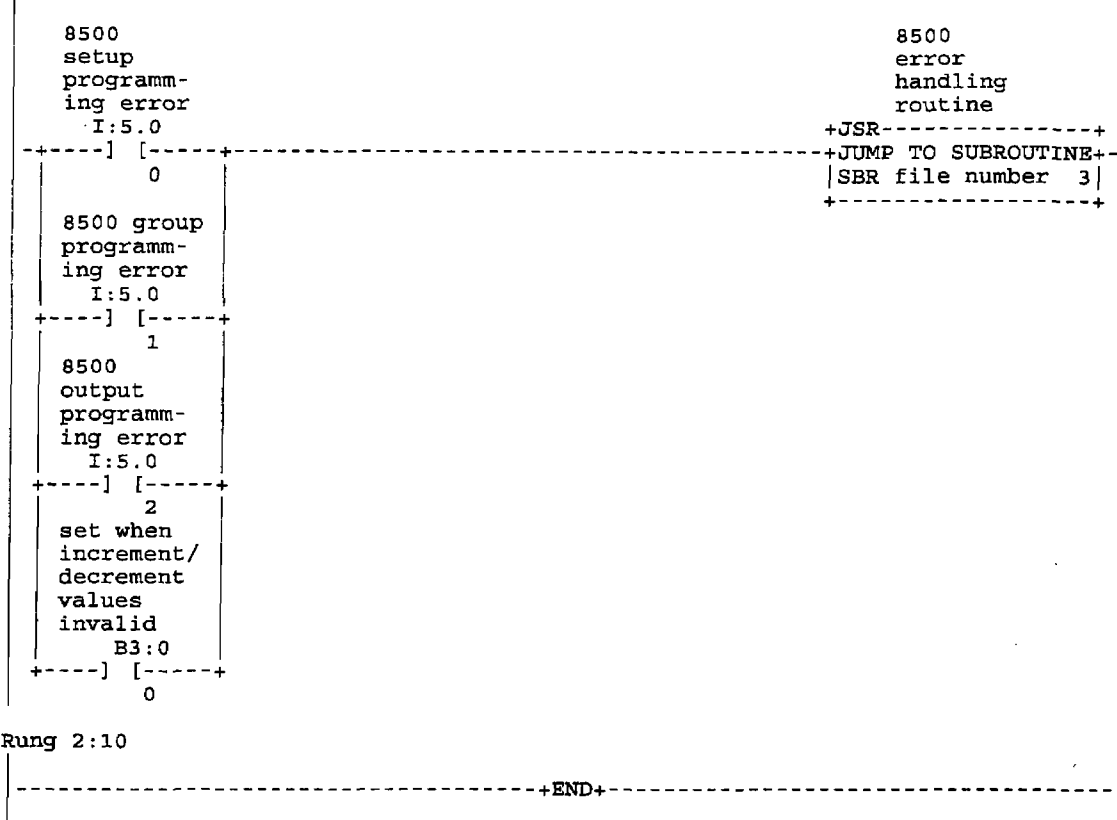 8500
setup
programm-
ing error
I:5.0
-+----] [-----+
0
8500
error
handling
routine
+JSR---------------+
+JUMP TO SUBROUTINE+-
|SBR file number 3|
+------------------+
8500 group
programm-
ing error
I:5.0
+----] [-----+
1
8500
output
programm-
ing error
I:5.0
+----] [-----+
2
set when
increment/
decrement
values
invalid
B3:0
+----] [-----+
0
Rung 2:10
+END+